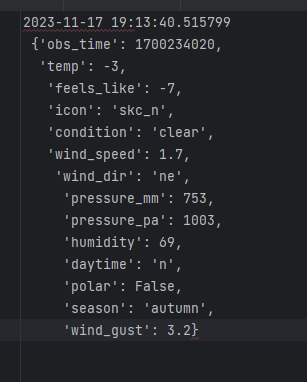 2023-11-17 19:13:40.515799
{'obs_time': 1700234020,
'temp': -3,
'feels_like': -7,
'icon': 'skc_n',
'condition': 'clear',
'wind_speed': 1.7,
'wind_dir': 'ne',
'pressure_mm': 753,
'pressure_pa': 1003,
'humidity': 69,
'daytime': 'n',
'polar': False,
'season': 'autumn',
'wind_gust': 3.2}